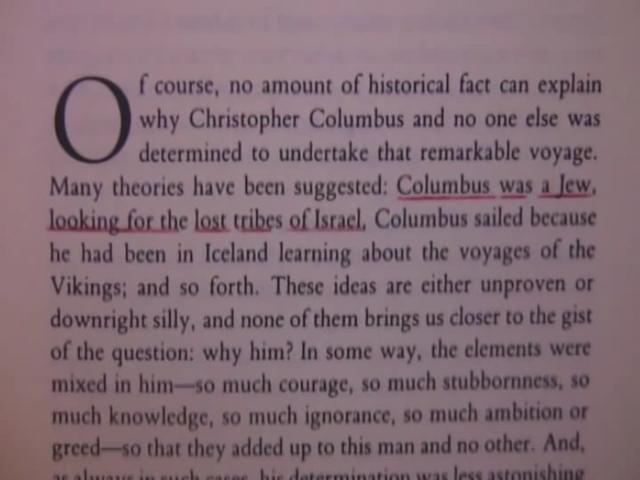 Of course, no amount of historical fact can explain
why Christopher Columbus and no one else was
determined to undertake that remarkable voyage.
Many theories have been suggested: Columbus was a Jew,
looking for the lost tribes of Israel, Columbus sailed because
he had been in Iceland learning about the voyages of the
Vikings; and so forth. These ideas are either unproven or
downright silly, and none of them brings us closer to the gist
of the question: why him? In some way, the elements were
mixed in him—so much courage, so much stubbornness, so
much knowledge, so much ignorance, so much ambition or
greed—so that they added up to this man and no other. And,
as always in such cases, his determination was less astonishing